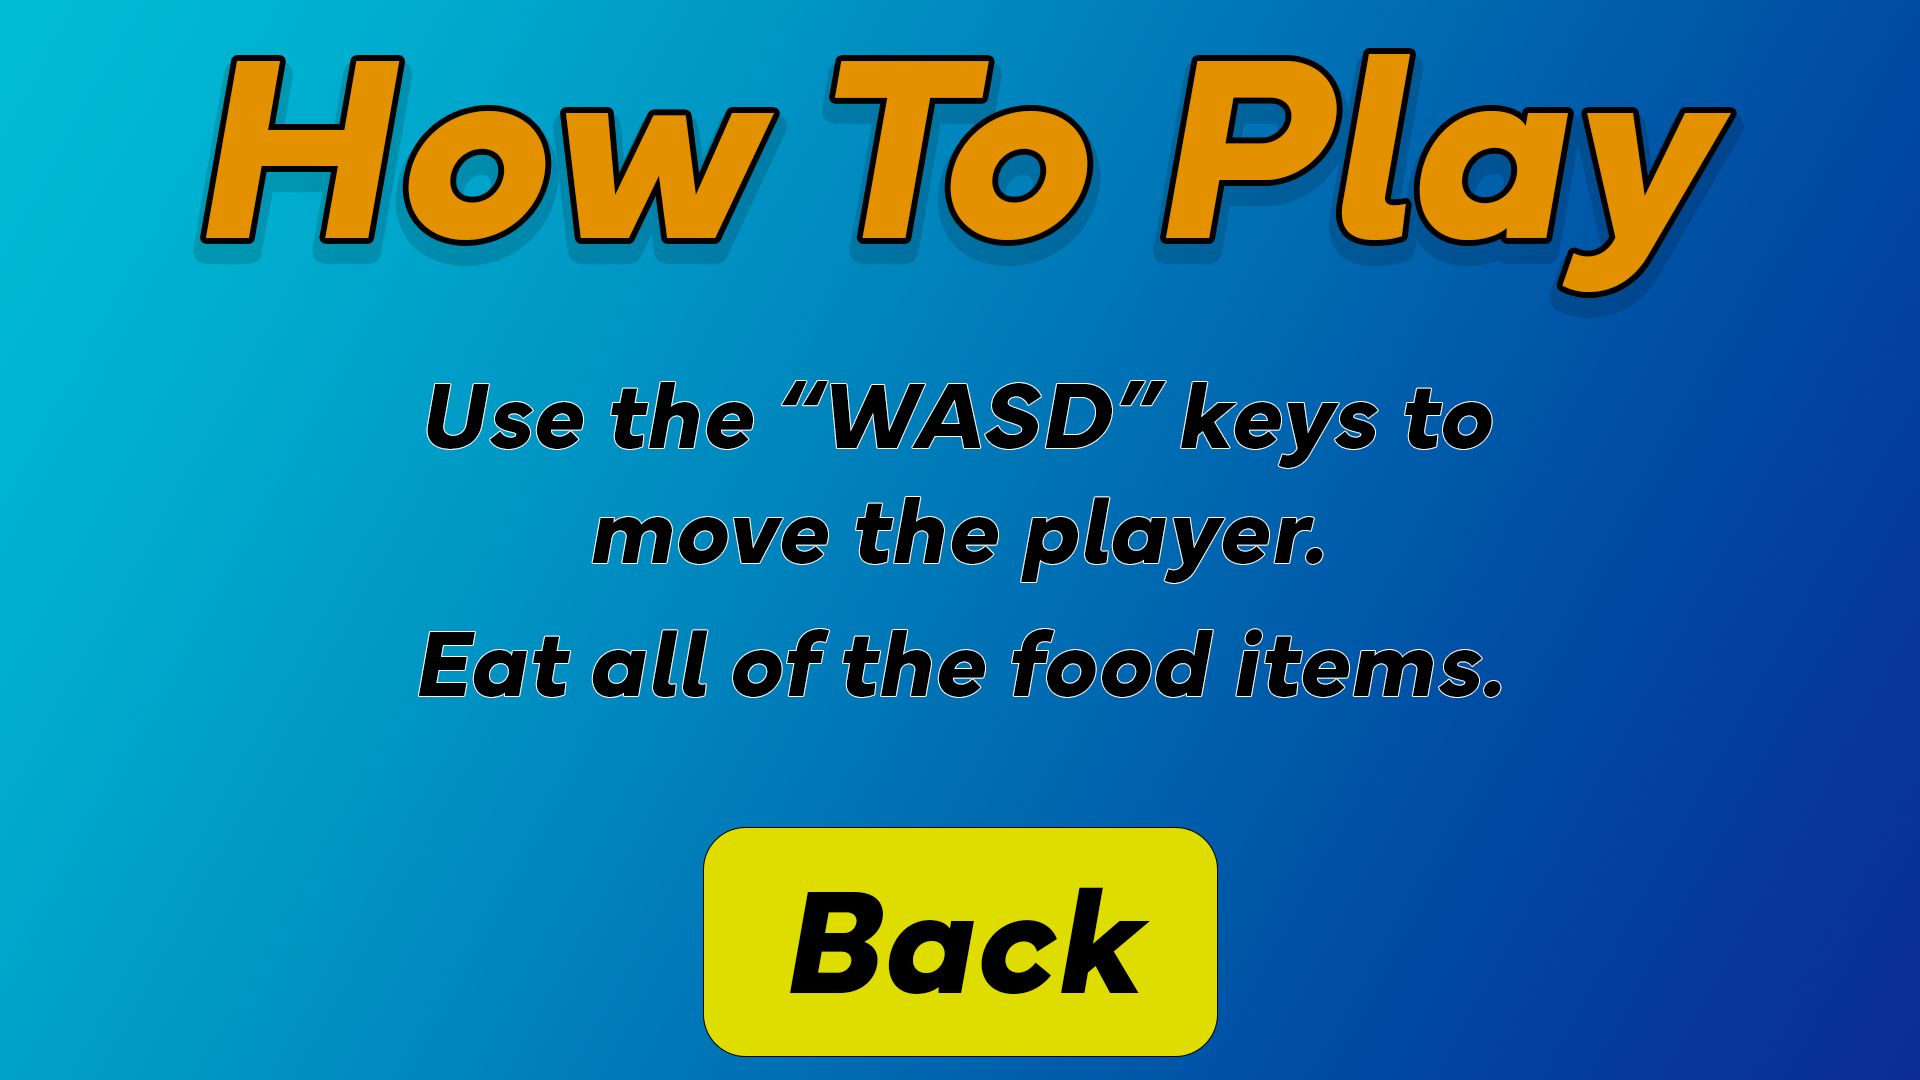 How To Play
Use the “WASD” keys to
move the player.
Eat all of the food items.
Back